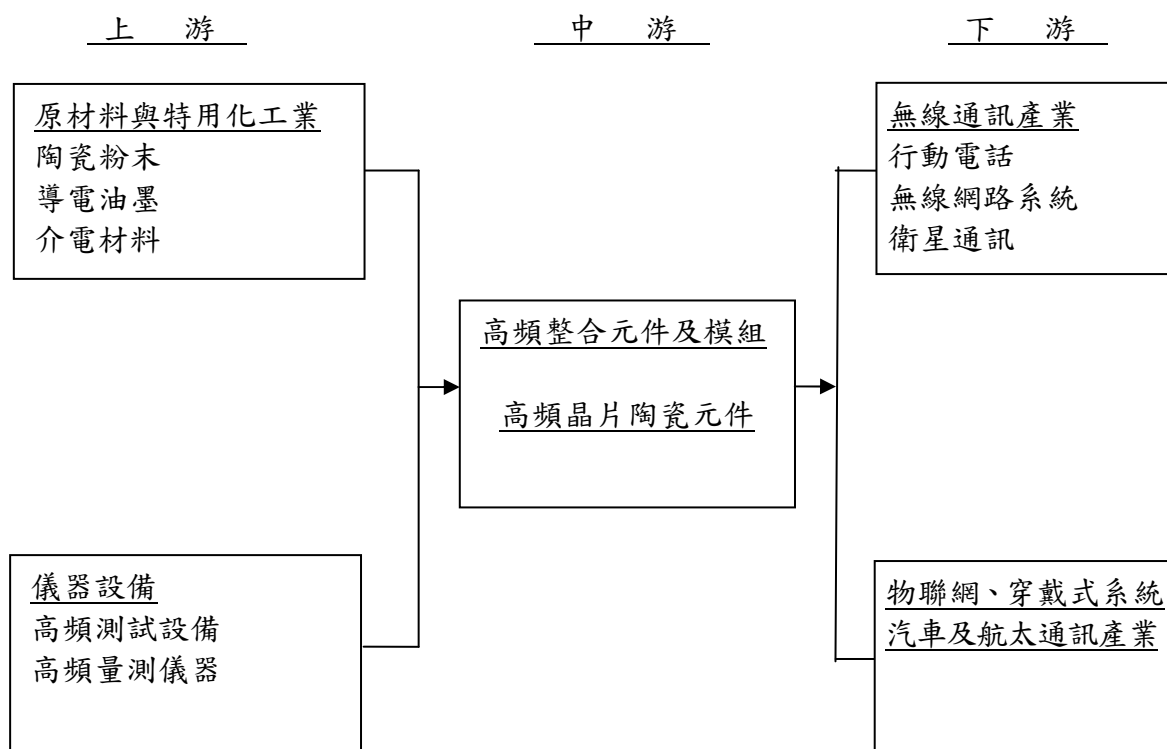 上 游
中 游
下 游
原材料與特用化工業
陶瓷粉末
導電油墨
介電材料
儀器設備
高頻測試設備
高頻量測儀器
高頻整合元件及模組
高頻晶片陶瓷元件
無線通訊產業
行動電話
無線網路系統
衛星通訊
物聯網、穿戴式系統
汽車及航太通訊產業